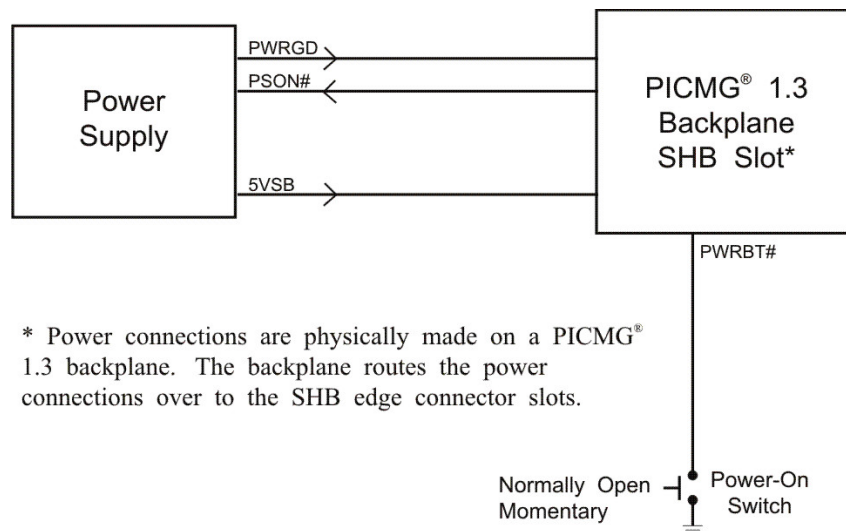 PWRGD
PSON#
Power
Supply
5VSB
PICMG® 1.3
Backplane
SHB Slot*
PWRBT#
* Power connections are physically made on a PICMG®
1.3 backplane. The backplane routes the power
connections over to the SHB edge connector slots.
Normally Open
Momentary
Power-On
Switch